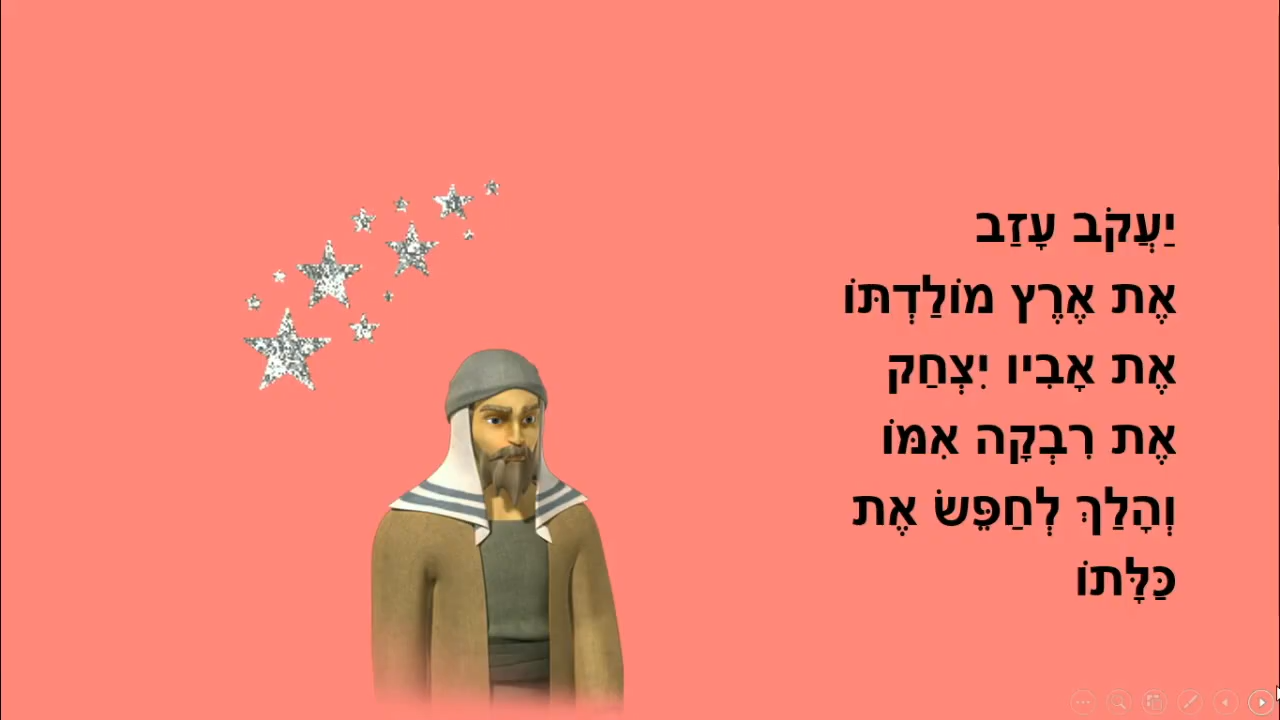 יַעֲקֹב עָזַב
אֶת אֶרֶץ מוֹלַדְתּוֹ
אֶת אָבִיו יִצְחַק
אֶת רִבְקָה אִמּוֹ
וְהָלַךְ לְחַפֵּשׂ אֶת
כַּלָּתוֹ